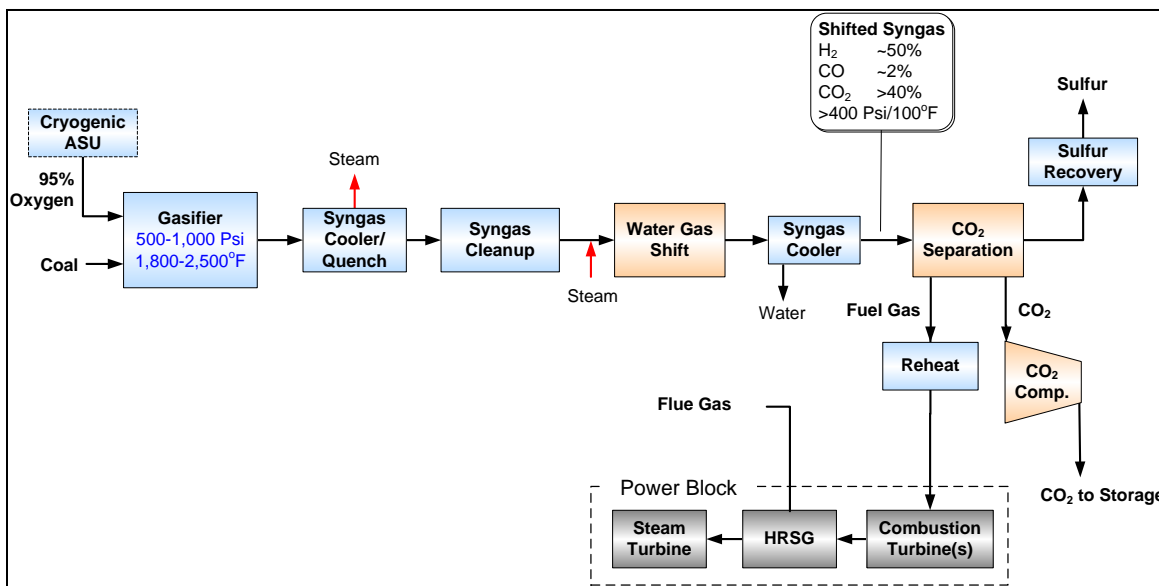 Shifted Syngas
H₂ ~50%
CO ~2%
CO₂ >40%
>400 Psi/100°F
Cryogenic
ASU
95%
Oxygen
Coal
Gasifier
500-1,000 Psi
1,800-2,500°F
Steam
Syngas
Cooler/
Quench
Syngas
Cleanup
Steam
Water Gas
Shift
Syngas
Cooler
Water
CO₂
Separation
Sulfur
Sulfur
Recovery
Fuel Gas
CO₂
Reheat
CO₂
Comp.
CO₂ to Storage
Flue Gas
Power Block
Steam
Turbine
HRSG
Combustion
Turbine(s)